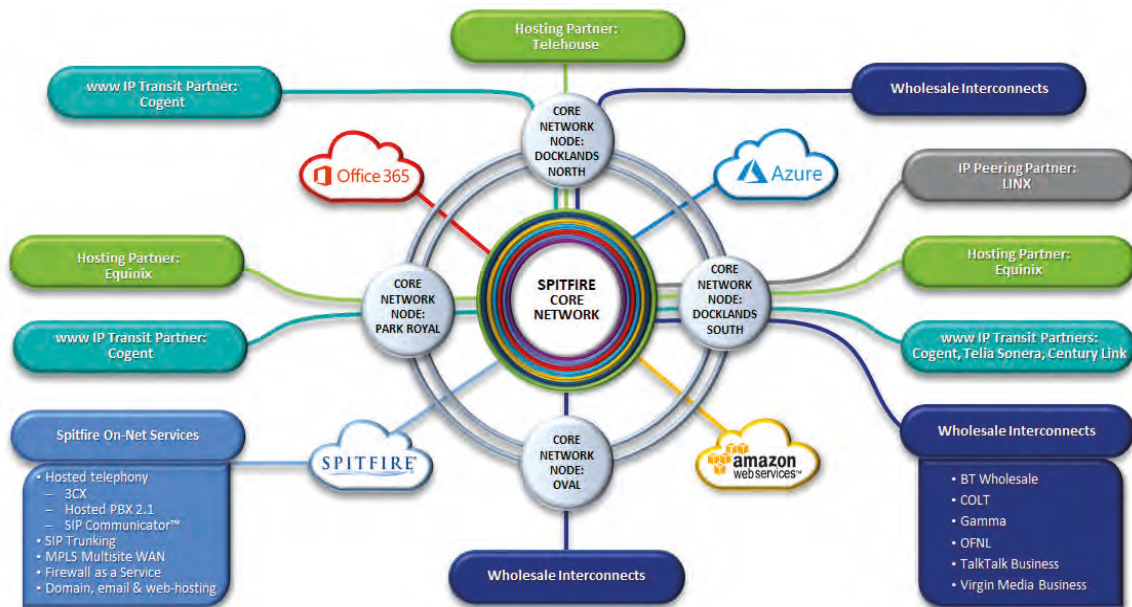 Hosting Partner:
Telehouse
www IP Transit Partner:
Cogent
Wholesale Interconnects
CORE
NETWORK
NODE:
DOCKLANDS
NORTH
Office 365
Azure
IP Peering Partner:
LINX
Hosting Partner:
Equinix
CORE
NETWORK
NODE:
PARK ROYAL
SPITFIRE
CORE
NETWORK
CORE
NETWORK
NODE:
DOCKLANDS
SOUTH
Hosting Partner:
Equinix
www IP Transit Partner:
Cogent
www IP Transit Partners:
Cogent, Telia Sonera, Century Link
Spitfire On-Net Services
• Hosted telephony
– 3CX
– Hosted PBX 2.1
– SIP Communicator™
• SIP Trunking
• MPLS Multisite WAN
• Firewall as a Service
• Domain, email & web-hosting
SPITFIRE
CORE
NETWORK
NODE:
OVAL
amazon
webservices™
Wholesale Interconnects
• BT Wholesale
• COLT
• Gamma
• OFNL
• TalkTalk Business
• Virgin Media Business
Wholesale Interconnects